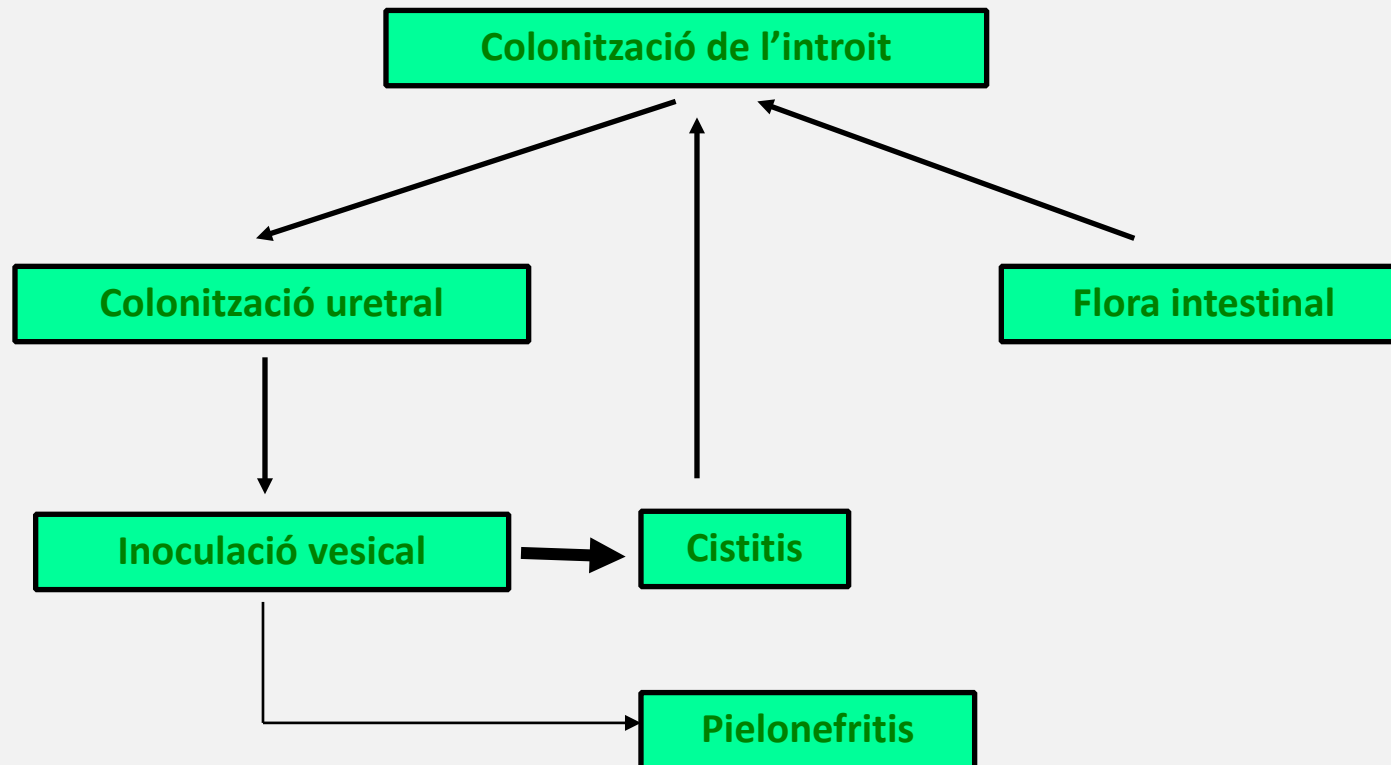 Colonització de l’introit
Colonització uretral
Flora intestinal
Inoculació vesical
Cistitis
Pielonefritis